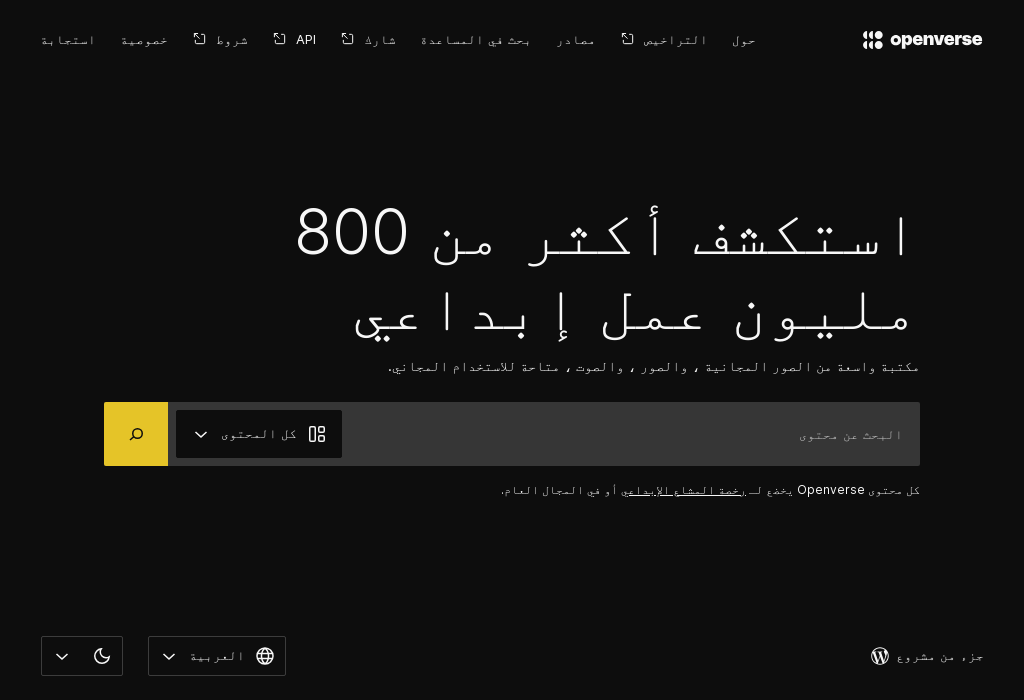 openverse
حول
التراخيص
مصادر
بحث في المساعدة
شارك
API
شروط
خصوصية
استجابة
استكشف أكثر من 800
مليون عمل إبداعي
مكتبة واسعة من الصور المجانية ، والصور ، والصوت ، متاحة للاستخدام المجاني.
البحث عن محتوى
كل المحتوى
كل محتوى Openverse يخضع لـ رخصة المشاع الإبداعي أو في المجال العام.
جزء من مشروع
العربية